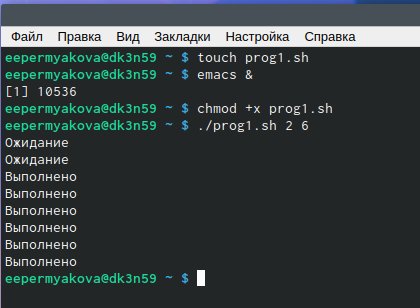 Файл Правка Вид Закладки Настройка Справка
eepermyakova@dk3n59 ~ $ touch prog1.sh
eepermyakova@dk3n59 ~ $ emacs &
[1] 10536
eepermyakova@dk3n59 ~ $ chmod +x prog1.sh
eepermyakova@dk3n59 ~ $ ./prog1.sh 2 6
Ожидание
Ожидание
Выполнено
Выполнено
Выполнено
Выполнено
Выполнено
Выполнено
eepermyakova@dk3n59 ~ $